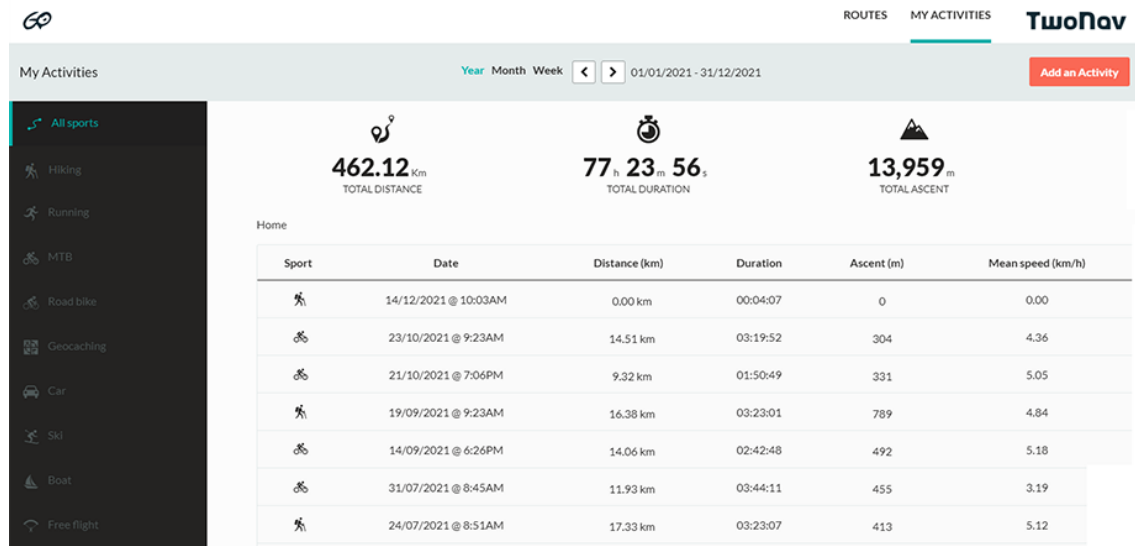 ROUTES MY ACTIVITIES TwoNav
My Activities Year Month Week 01/01/2021 - 31/12/2021 Add an Activity
All sports
Hiking
Running
MTB
Road bike
Geocaching
Car
Ski
Boat
Free flight
462.12 Km 77 h 23 m 56 s 13,959 m
TOTAL DISTANCE TOTAL DURATION TOTAL ASCENT
Home
Sport Date Distance (km) Duration Ascent (m) Mean speed (km/h)
14/12/2021 @ 10:03AM 0.00 km 00:04:07 0 0.00
23/10/2021 @ 9:23AM 14.51 km 03:19:52 304 4.36
21/10/2021 @ 7:06PM 9.32 km 01:50:49 331 5.05
19/09/2021 @ 9:23AM 16.38 km 03:23:01 789 4.84
14/09/2021 @ 6:26PM 14.06 km 02:42:48 492 5.18
31/07/2021 @ 8:45AM 11.93 km 03:44:11 455 3.19
24/07/2021 @ 8:51AM 17.33 km 03:23:07 413 5.12